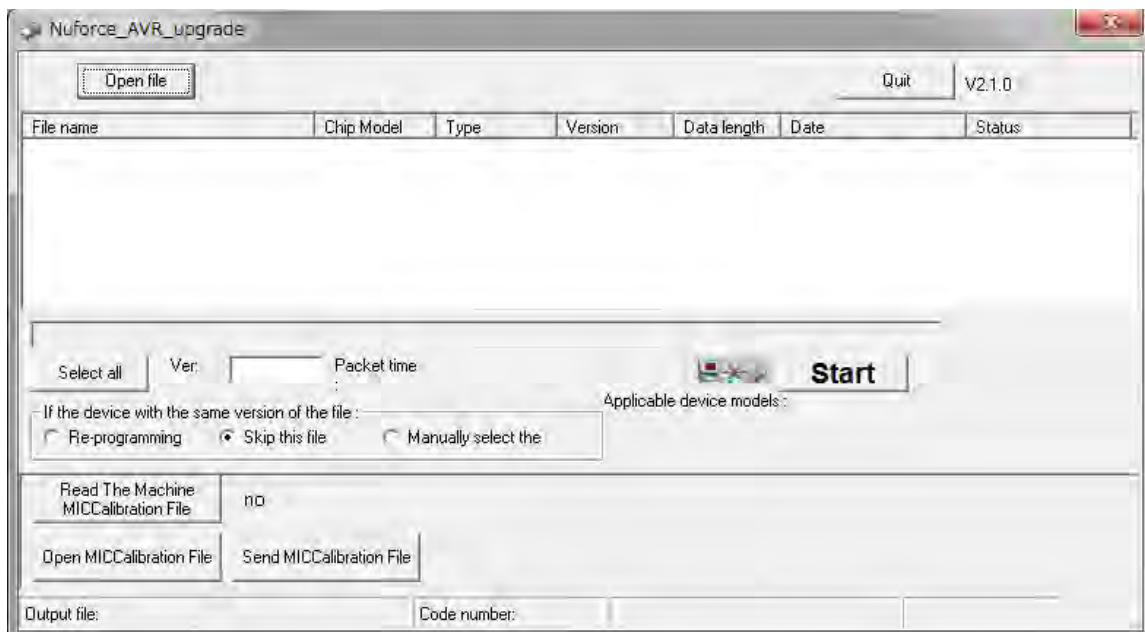 Nuforce_AVR_upgrade
Open file
Quit V2.1.0
File name Chip Model Type Version Data length Date Status
Select all Ver: Packet time Start
:
Applicable device models :
If the device with the same version of the file :
Re-programming Skip this file Manually select the
Read The Machine
MICCalibration File
no
Open MICCalibration File Send MICCalibration File
Output file: Code number: